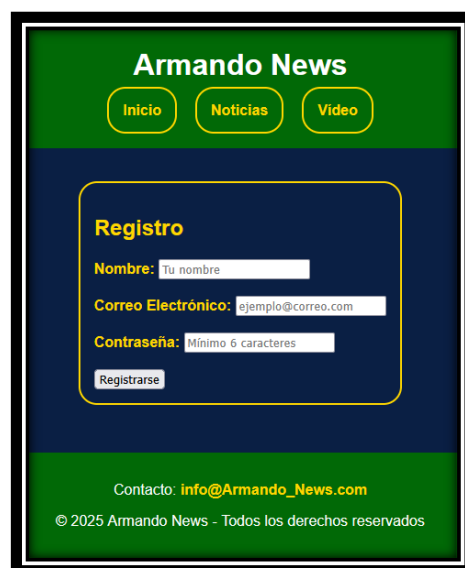 Armando News
Inicio Noticias Video
Registro
Nombre: Tu nombre
Correo Electrónico: ejemplo@correo.com
Contraseña: Mínimo 6 caracteres
Registrarse
Contacto: info@Armando_News.com
© 2025 Armando News - Todos los derechos reservados